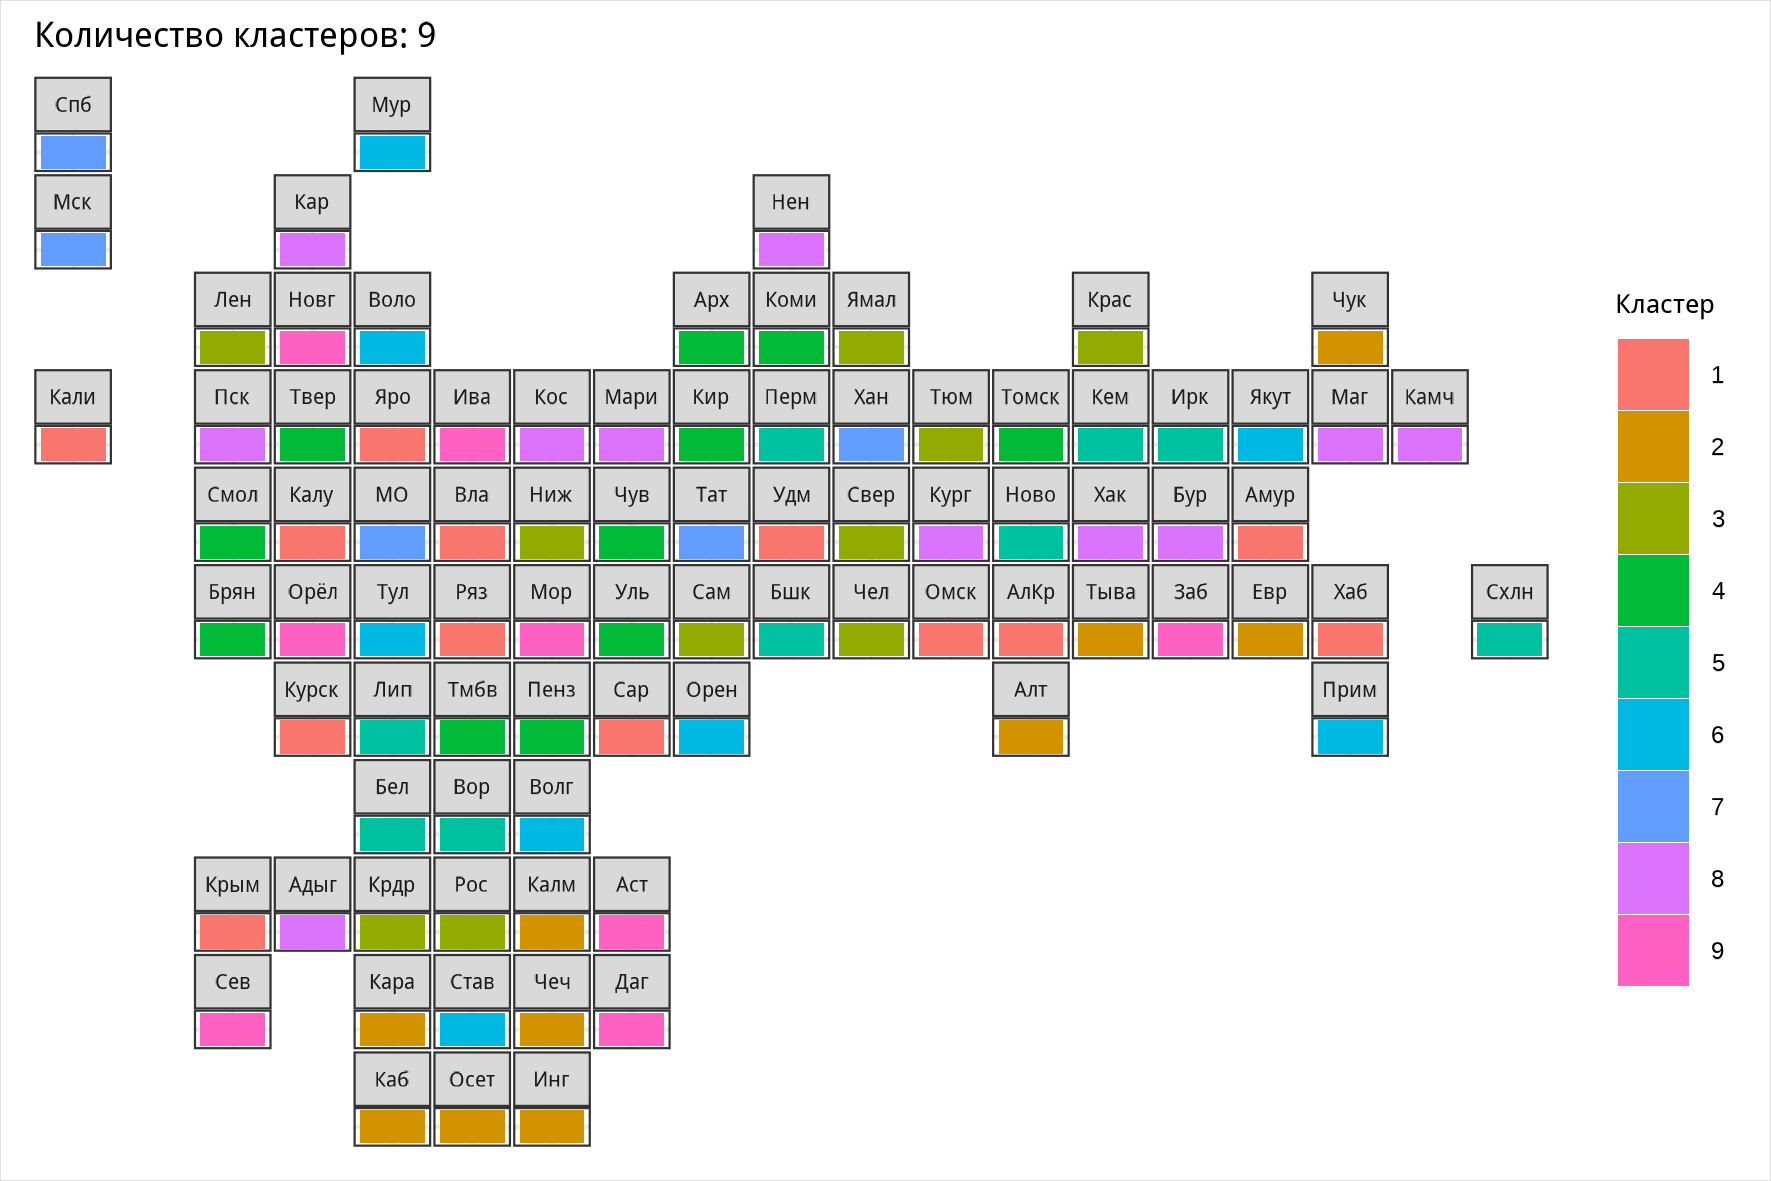 Количество кластеров: 9
Спб Мур
Мск Кар Нен
Лен Новг Воло Арх Коми Ямал Крас Чук
Кали Пск Твер Яро Ива Кос Мари Кир Перм Хан Тюм Томск Кем Ирк Якут Маг Камч
Смол Калу МО Вла Ниж Чув Тат Удм Свер Кург Ново Хак Бур Амур
Брян Орёл Тул Ряз Мор Уль Сам Бшк Чел Омск АлКр Тыва Заб Евр Хаб Схлн
Курск Лип Тмбв Пенз Сар Орен Алт Прим
Бел Вор Волг
Крым Адыг Крдр Рос Калм Аст
Сев Кара Став Чеч Даг
Каб Осет Инг
Кластер
1
2
3
4
5
6
7
8
9